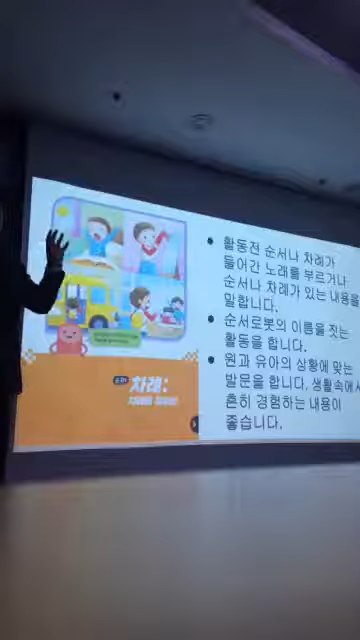 차례:
• 활동전 순서나 차례가
들어간 노래를 부르거나
순서나 차례가 있는 내용을
말합니다.
• 순서로봇의 이름을 짓는
활동을 합니다.
• 원과 유아의 상황에 맞는
발문을 합니다. 생활속에서
흔히 경험하는 내용이
좋습니다.